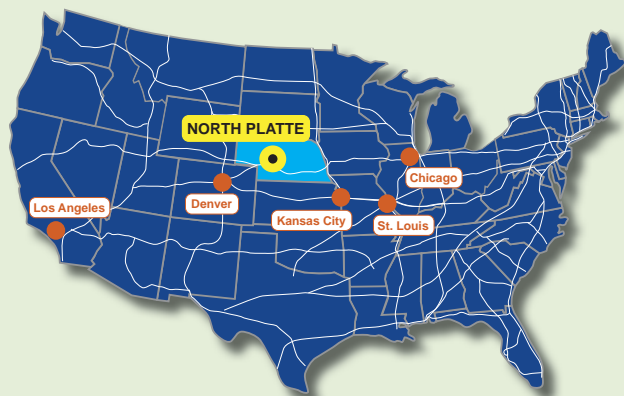 NORTH PLATTE
Chicago
Denver
Los Angeles
Kansas City
St. Louis